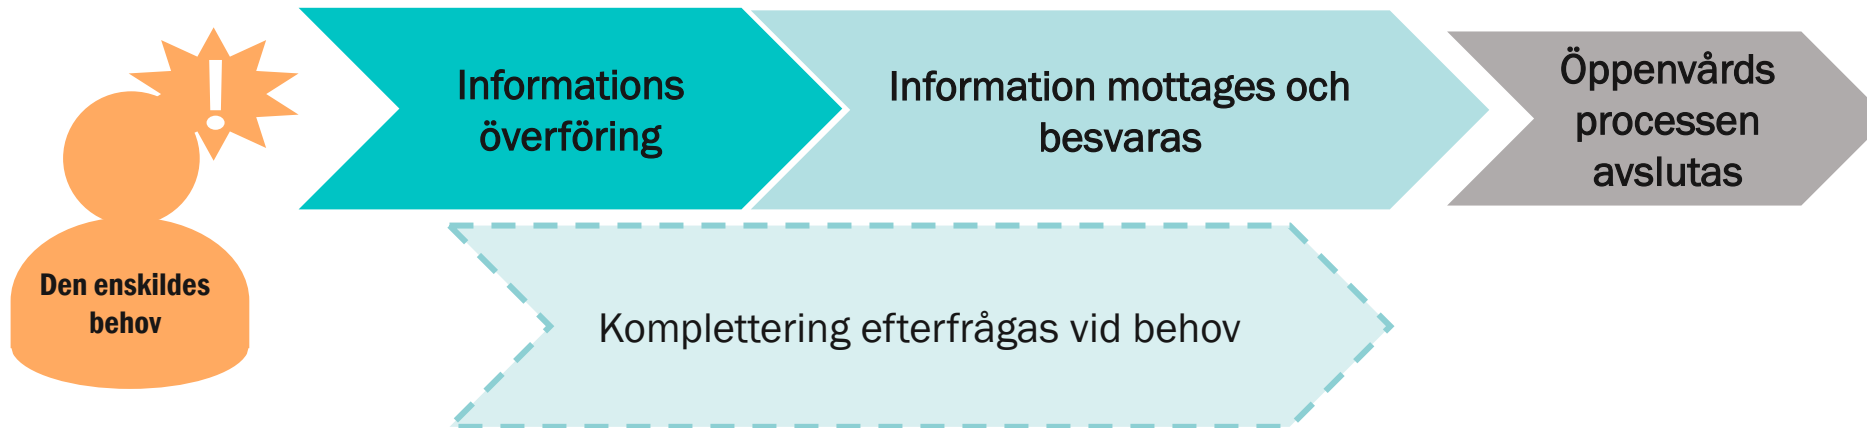 !
Den enskildes
behov
Informations
överföring
Information mottages och
besvaras
Öppenvårds
processen
avslutas
Komplettering efterfrågas vid behov